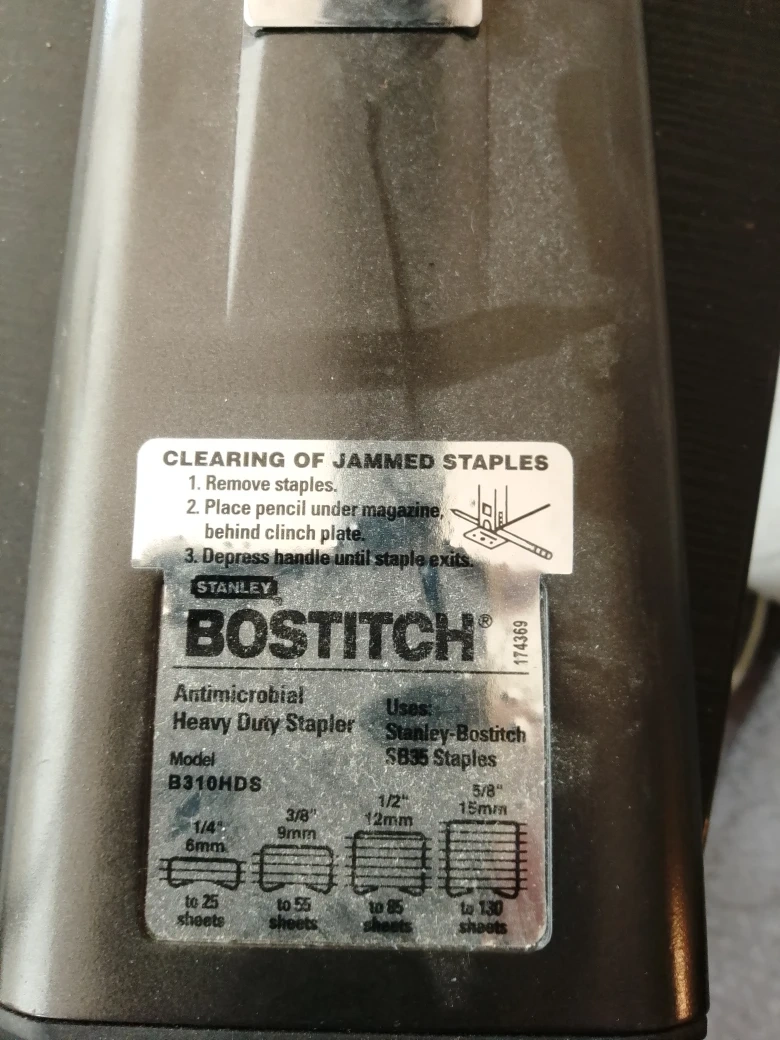 CLEARING OF JAMMED STAPLES
1. Remove staples.
2. Place pencil under magazine,
behind clinch plate.
3. Depress handle until staple exits.
STANLEY
BOSTITCH®
174369
Antimicrobial
Heavy Duty Stapler
Uses:
Stanley-Bostitch
SB35 Staples
Model
B310HDS
1/4"
6mm
to 25
sheets
3/8"
9mm
to 55
sheets
1/2"
12mm
to 85
sheets
5/8"
15mm
to 130
sheets